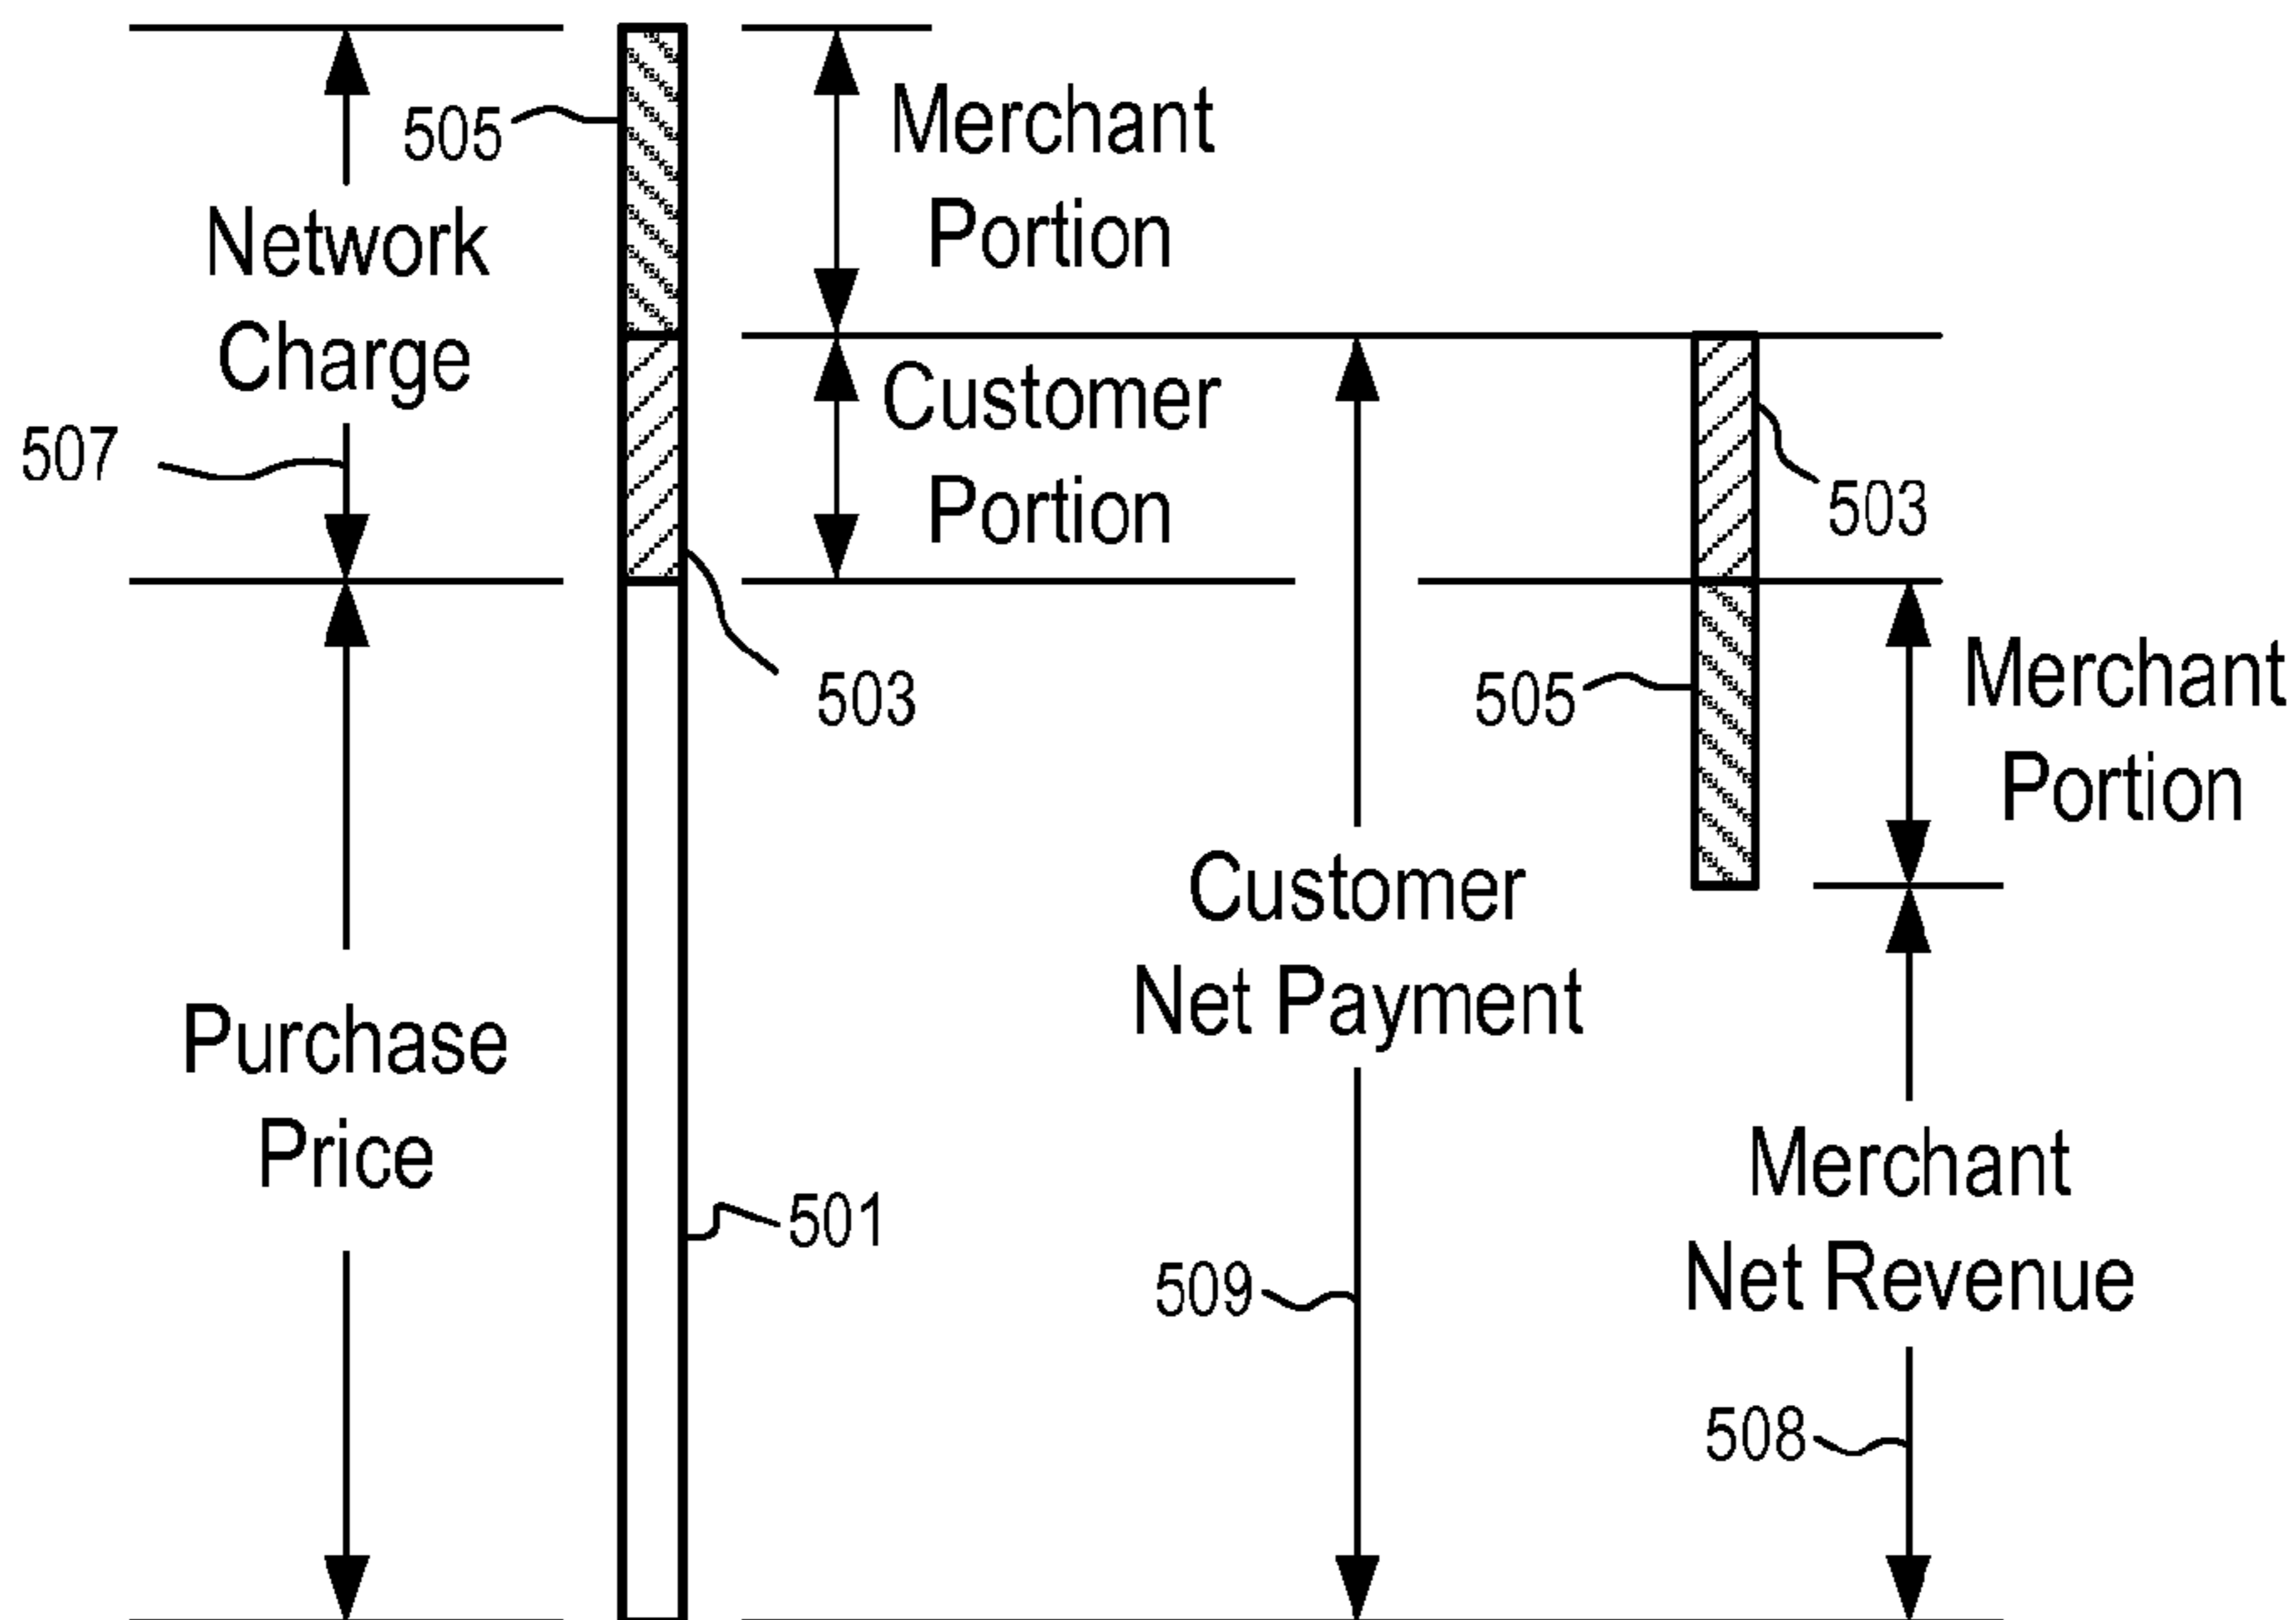 505
Merchant
Portion
Network
Charge
507
Customer
Portion
503
503
505
Merchant
Portion
Customer
Net Payment
Purchase
Price
501
509
Merchant
Net Revenue
508